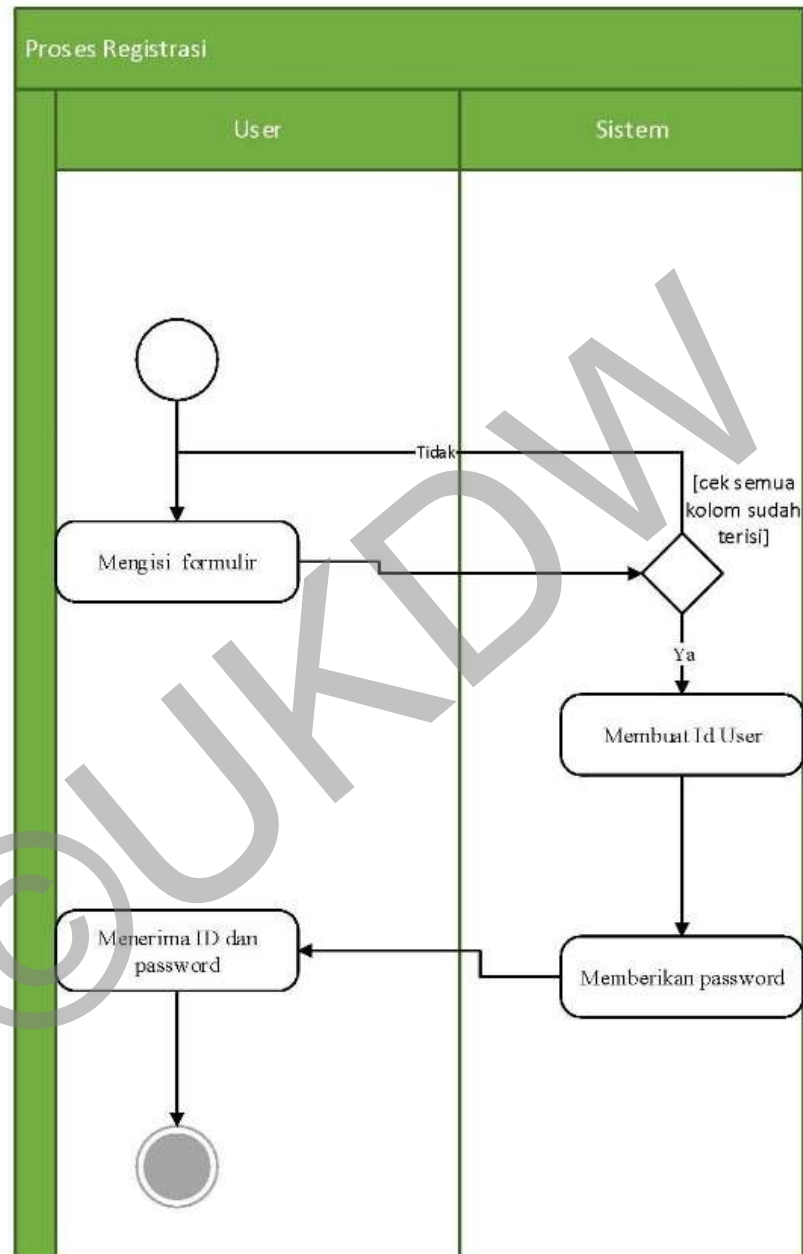 Proses Registrasi
User
Sistem
Tidak
[cek semua
kolom sudah
terisi]
Mengisi formulir
Ya
Membuat Id User
Menerima ID dan
password
Memberikan password
©UKDW